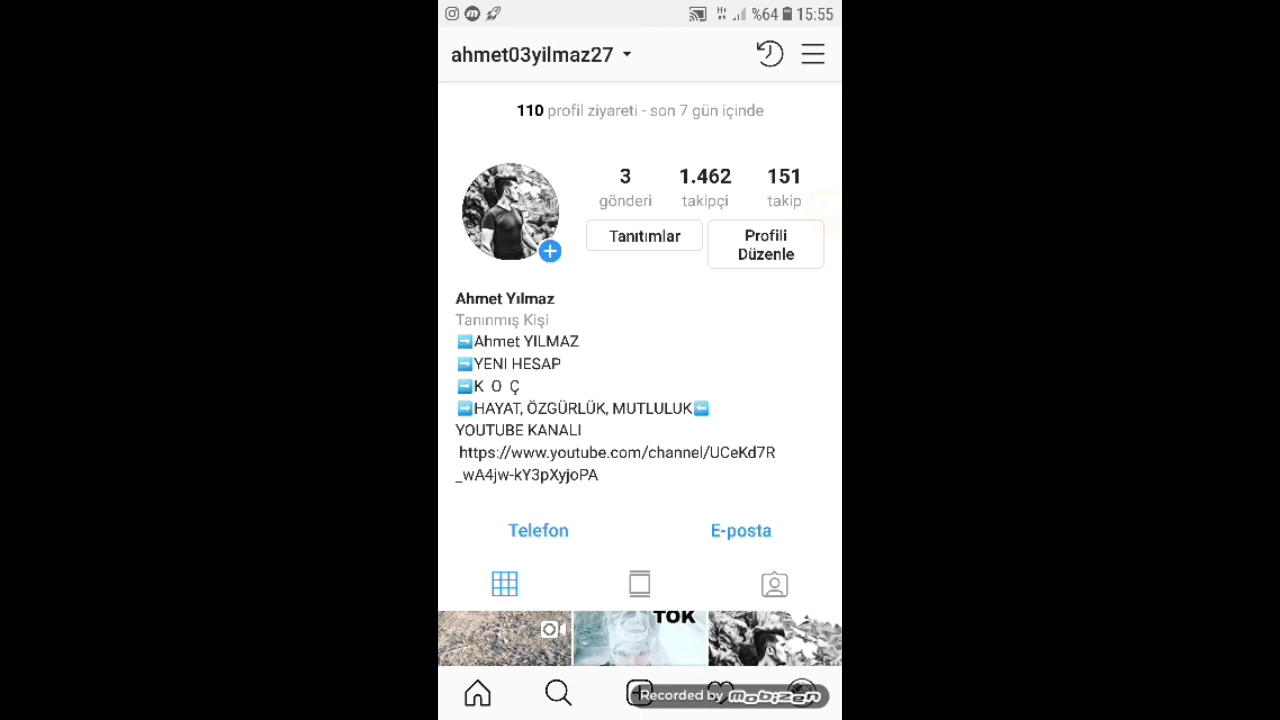 %64 15:55
ahmet03yilmaz27
110 profil ziyareti - son 7 gün içinde
3 1.462 151
gönderi takipçi takip
Tanıtımlar Profili
Düzenle
Ahmet Yılmaz
Tanınmış Kişi
➡️Ahmet YILMAZ
➡️YENI HESAP
➡️K O Ç
➡️HAYAT, ÖZGÜRLÜK, MUTLULUK⬅️
YOUTUBE KANALI
https://www.youtube.com/channel/UCeKd7R
_wA4jw-kY3pXyjoPA
Telefon E-posta
TOK
Recorded by mobizen